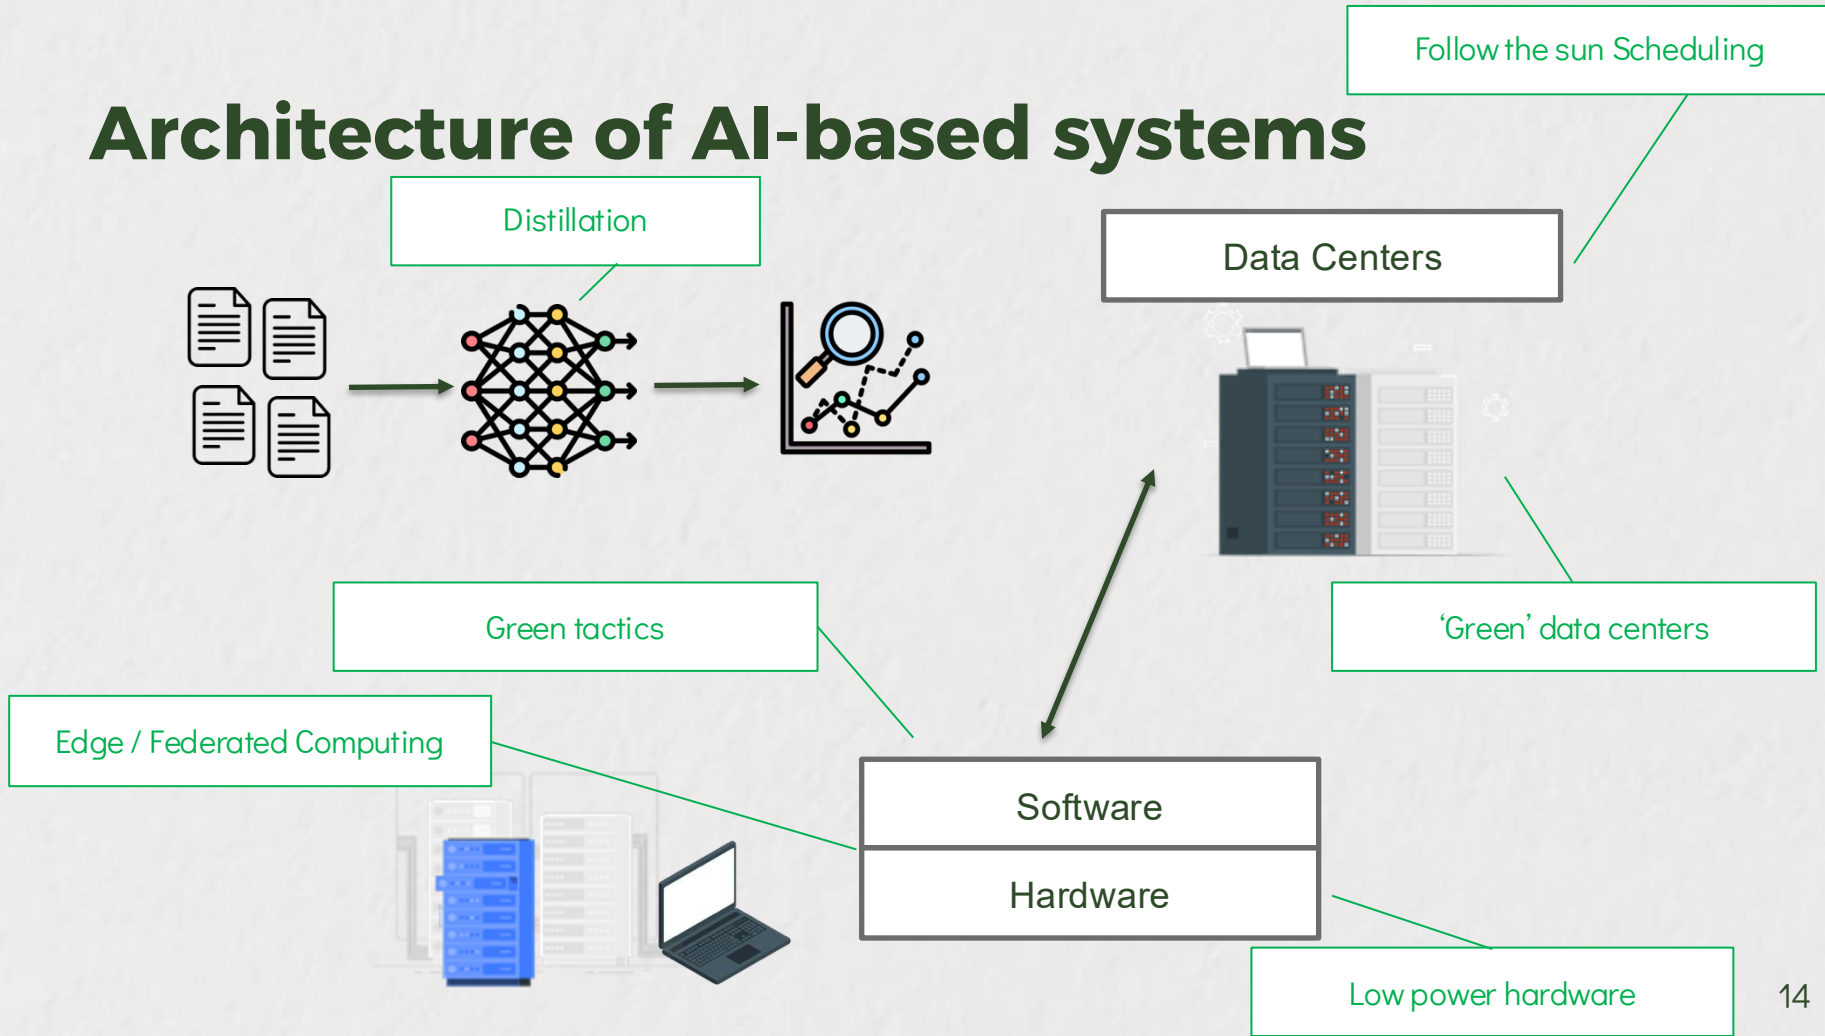 Follow the sun Scheduling
Architecture of AI-based systems
Distillation
Data Centers
Green tactics
‘Green’ data centers
Edge / Federated Computing
Software
Hardware
Low power hardware
14